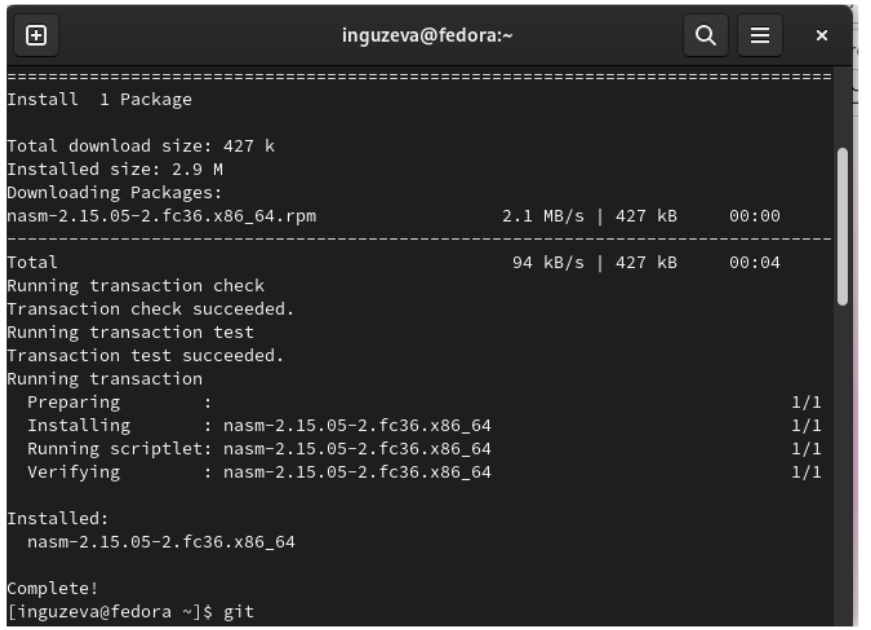 inguzeva@fedora:~
================================================================================
Install  1 Package
Total download size: 427 k
Installed size: 2.9 M
Downloading Packages:
nasm-2.15.05-2.fc36.x86_64.rpm                  2.1 MB/s | 427 kB     00:00
--------------------------------------------------------------------------------
Total                                            94 kB/s | 427 kB     00:04
Running transaction check
Transaction check succeeded.
Running transaction test
Transaction test succeeded.
Running transaction
  Preparing        :                                                        1/1
  Installing       : nasm-2.15.05-2.fc36.x86_64                             1/1
  Running scriptlet: nasm-2.15.05-2.fc36.x86_64                             1/1
  Verifying        : nasm-2.15.05-2.fc36.x86_64                             1/1
Installed:
  nasm-2.15.05-2.fc36.x86_64
Complete!
[inguzeva@fedora ~]$ git